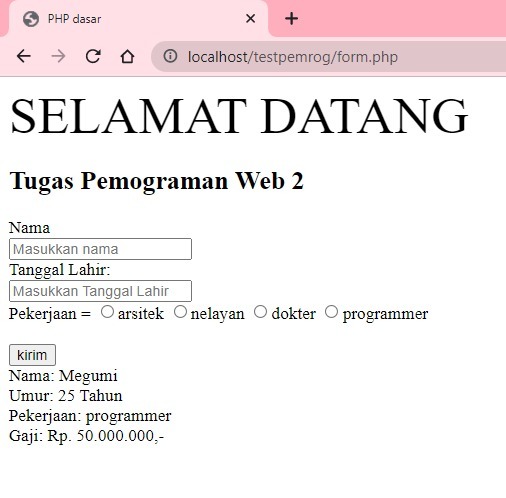 PHP dasar
localhost/testpemrog/form.php
SELAMAT DATANG
Tugas Pemograman Web 2
Nama
Masukkan nama
Tanggal Lahir:
Masukkan Tanggal Lahir
Pekerjaan = arsitek nelayan dokter programmer
kirim
Nama: Megumi
Umur: 25 Tahun
Pekerjaan: programmer
Gaji: Rp. 50.000.000,-